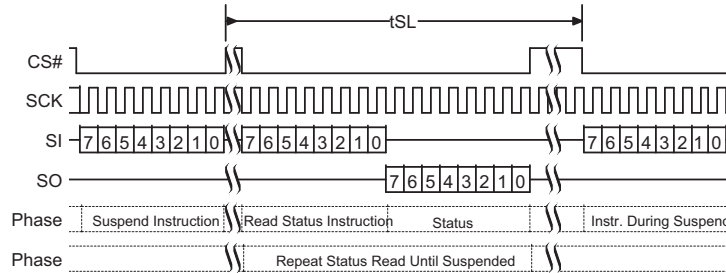 tSL
CS#
SCK
SI 7 6 5 4 3 2 1 0 7 6 5 4 3 2 1 0 7 6 5 4 3 2 1 0
SO 7 6 5 4 3 2 1 0
Phase Suspend Instruction Read Status Instruction Status Instr. During Suspend
Phase Repeat Status Read Until Suspended